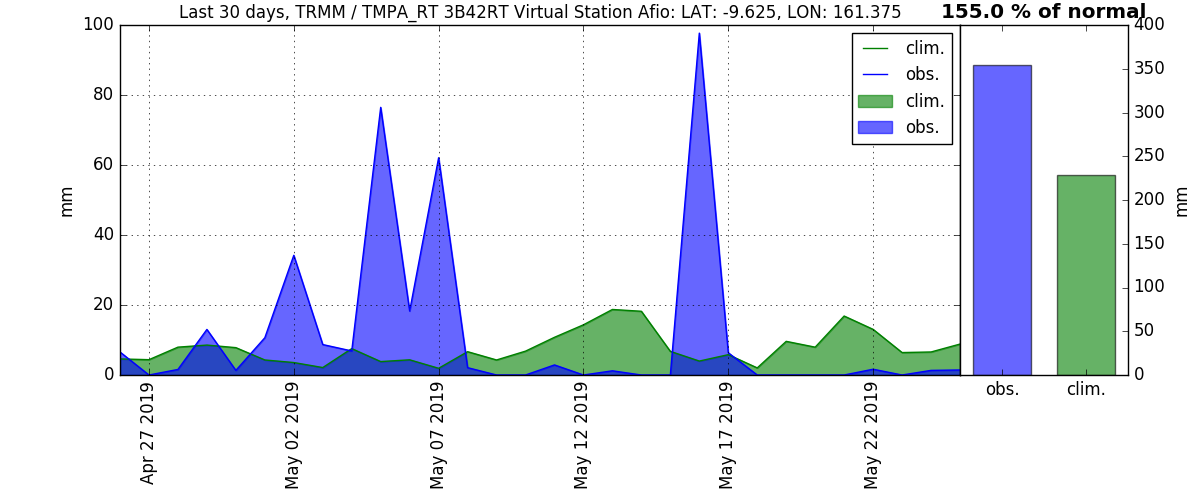 Last 30 days, TRMM / TMPA_RT 3B42RT Virtual Station Afio: LAT: -9.625, LON: 161.375
155.0 % of normal
100
80
60
40
20
0
mm
clim.
obs.
clim.
obs.
Apr 27 2019
May 02 2019
May 07 2019
May 12 2019
May 17 2019
May 22 2019
400
350
300
250
200
150
100
50
0
mm
obs.
clim.